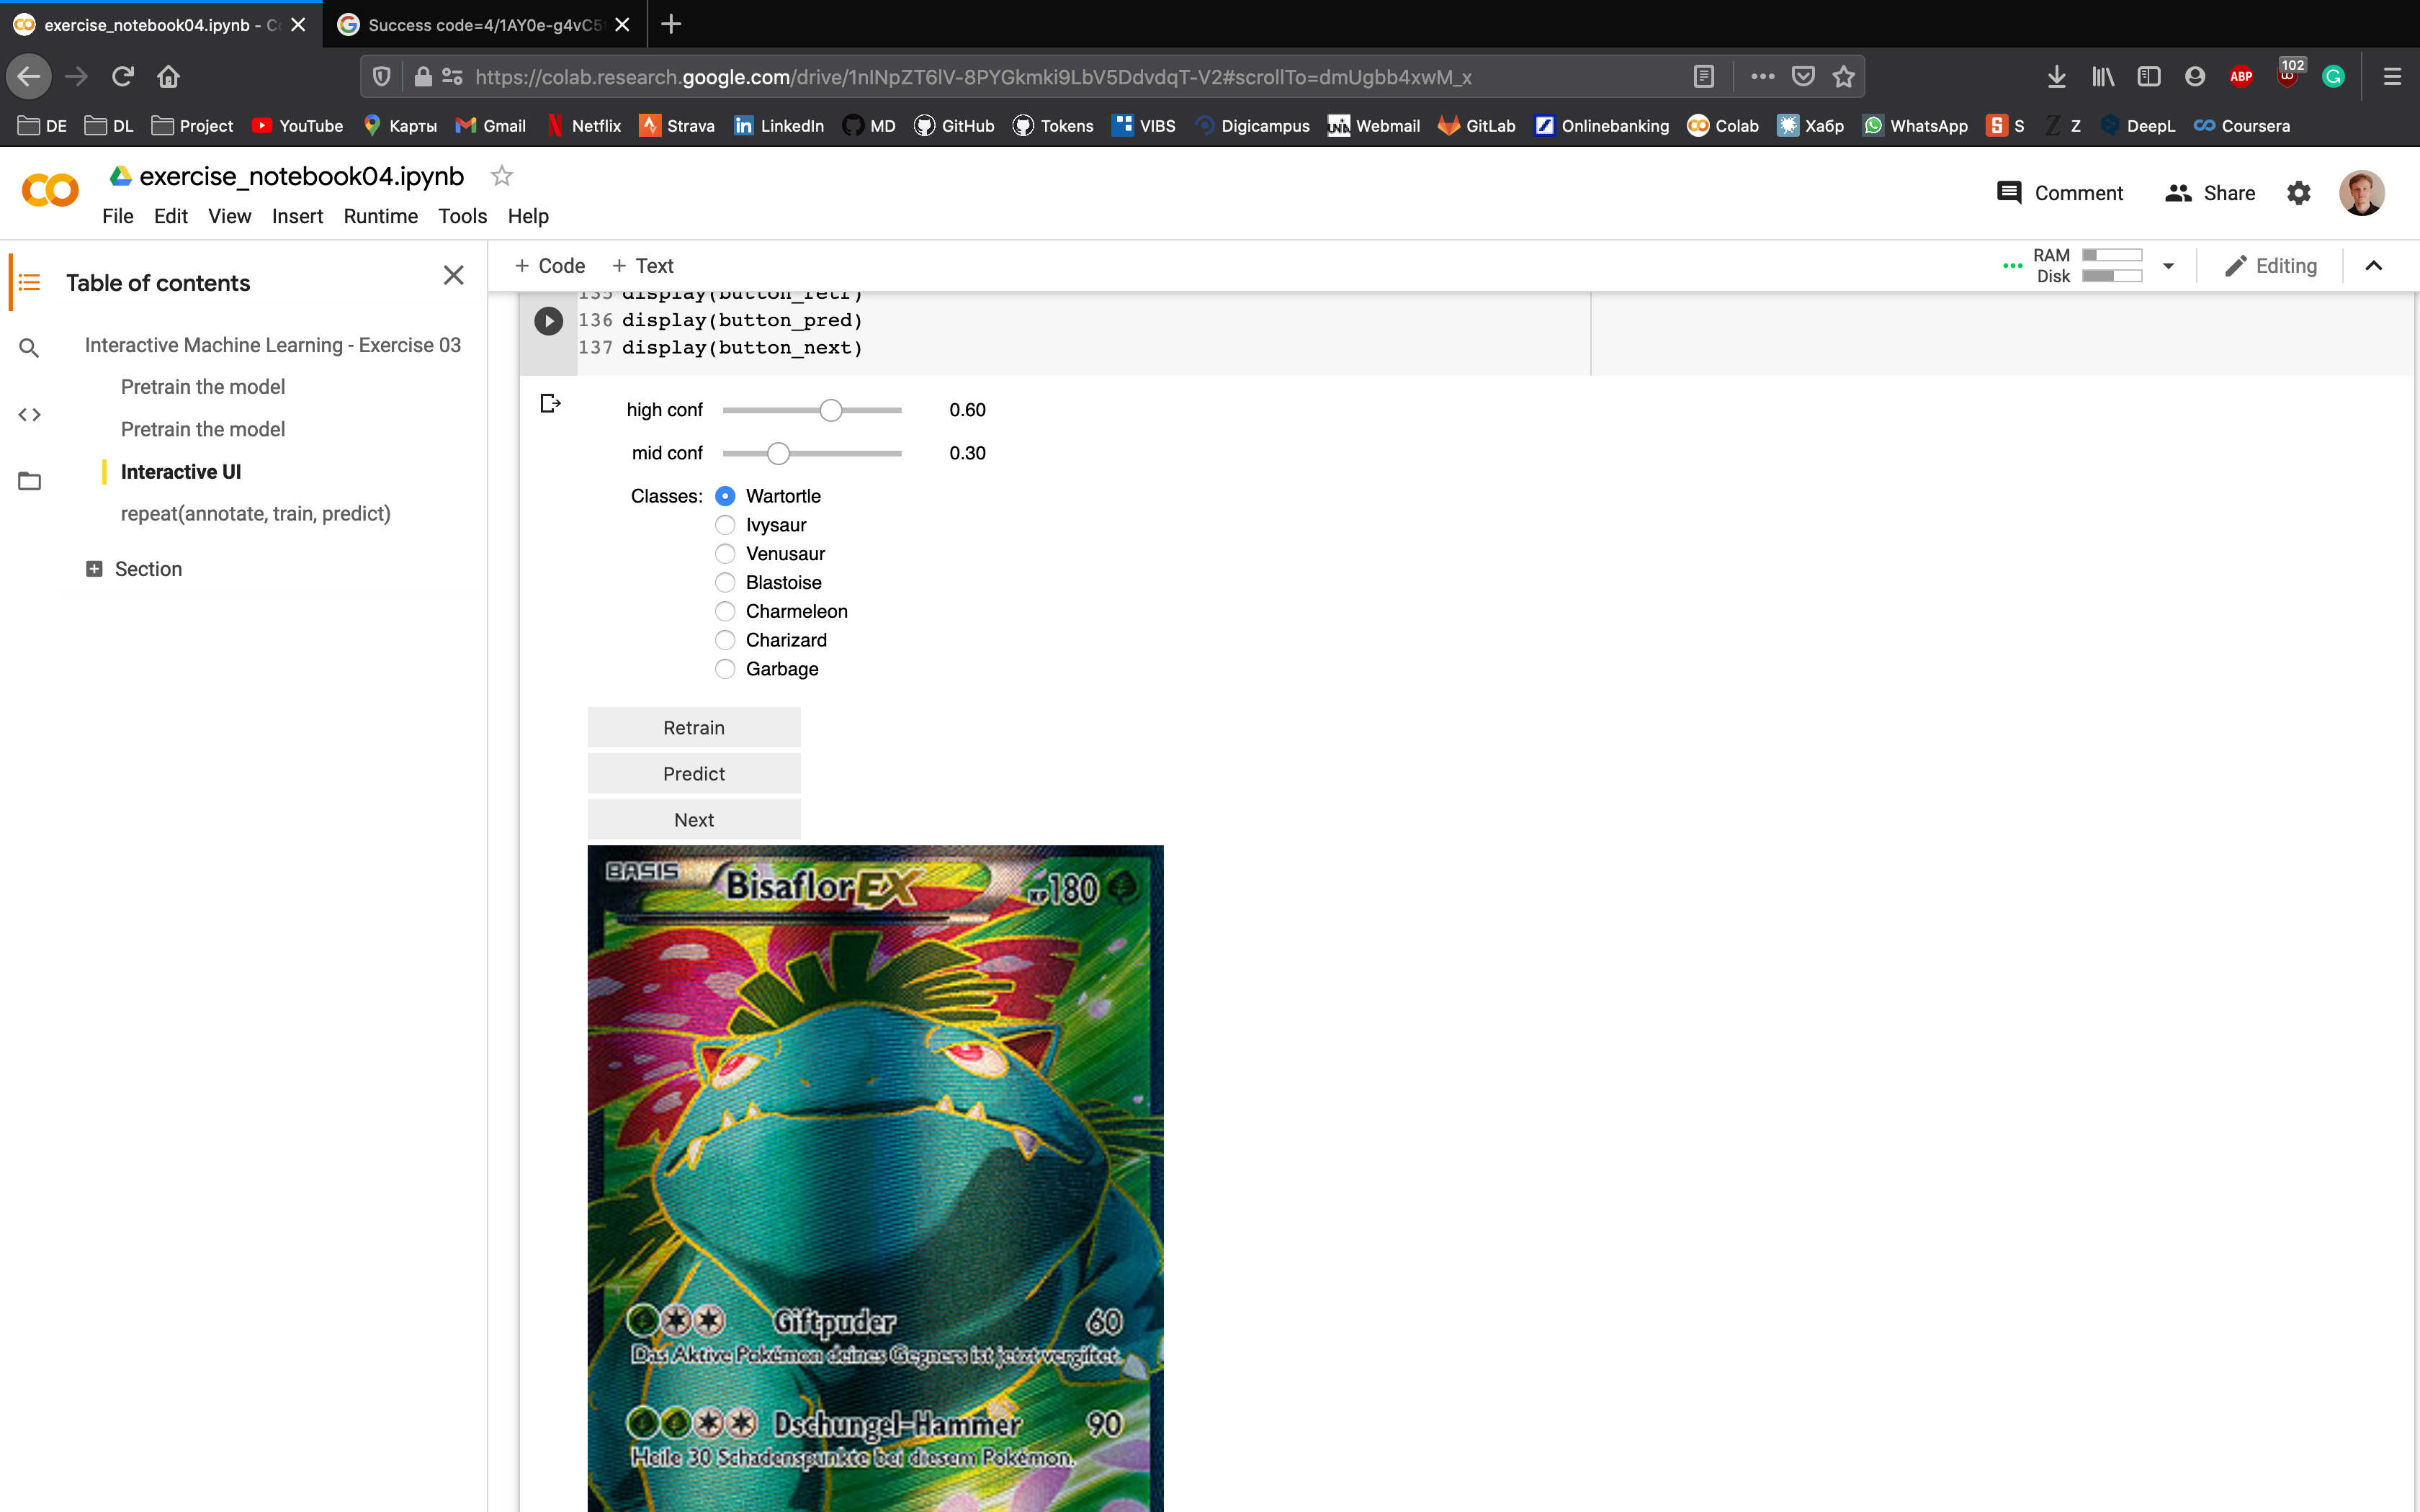 exercise_notebook04.ipynb - Co
Success code=4/1AY0e-g4vC5
https://colab.research.google.com/drive/1nINpZT6lV-8PYGkmki9LbV5DdvdqT-V2#scrollTo=dmUgbb4xwM_x
ABP
102
DE DL Project YouTube Карты Gmail Netflix Strava LinkedIn MD GitHub Tokens VIBS Digicampus Webmail GitLab Onlinebanking Colab Хабр WhatsApp S Z DeepL Coursera
exercise_notebook04.ipynb
File Edit View Insert Runtime Tools Help
Comment Share
Table of contents
Interactive Machine Learning - Exercise 03
Pretrain the model
Pretrain the model
Interactive UI
repeat(annotate, train, predict)
Section
+ Code + Text
RAM
Disk
Editing
135 display(button_retr)
136 display(button_pred)
137 display(button_next)
high conf 0.60
mid conf 0.30
Classes: Wartortle
Ivysaur
Venusaur
Blastoise
Charmeleon
Charizard
Garbage
Retrain
Predict
Next
BASIS Bisaflor EX KP180
Giftpuder 60
Das Aktive Pokémon deines Gegners ist jetzt vergiftet.
Dschungel-Hammer 90
Heile 30 Schadenspunkte bei diesem Pokémon.